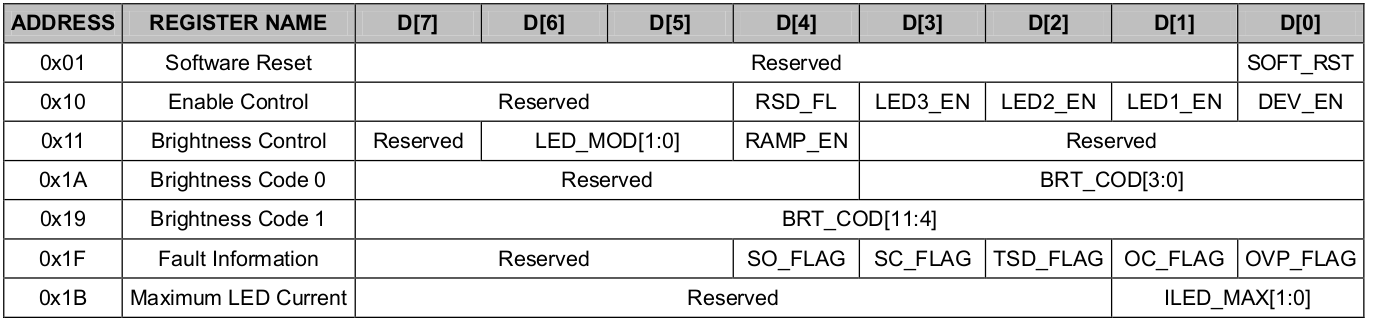 ADDRESS REGISTER NAME D[7] D[6] D[5] D[4] D[3] D[2] D[1] D[0]
0x01 Software Reset Reserved SOFT_RST
0x10 Enable Control Reserved RSD_FL LED3_EN LED2_EN LED1_EN DEV_EN
0x11 Brightness Control Reserved LED_MOD[1:0] RAMP_EN Reserved
0x1A Brightness Code 0 Reserved BRT_COD[3:0]
0x19 Brightness Code 1 BRT_COD[11:4]
0x1F Fault Information Reserved SO_FLAG SC_FLAG TSD_FLAG OC_FLAG OVP_FLAG
0x1B Maximum LED Current Reserved ILED_MAX[1:0]